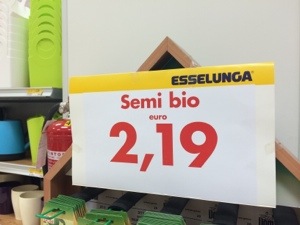 ESSELUNGA
Semi bio
euro
2,19